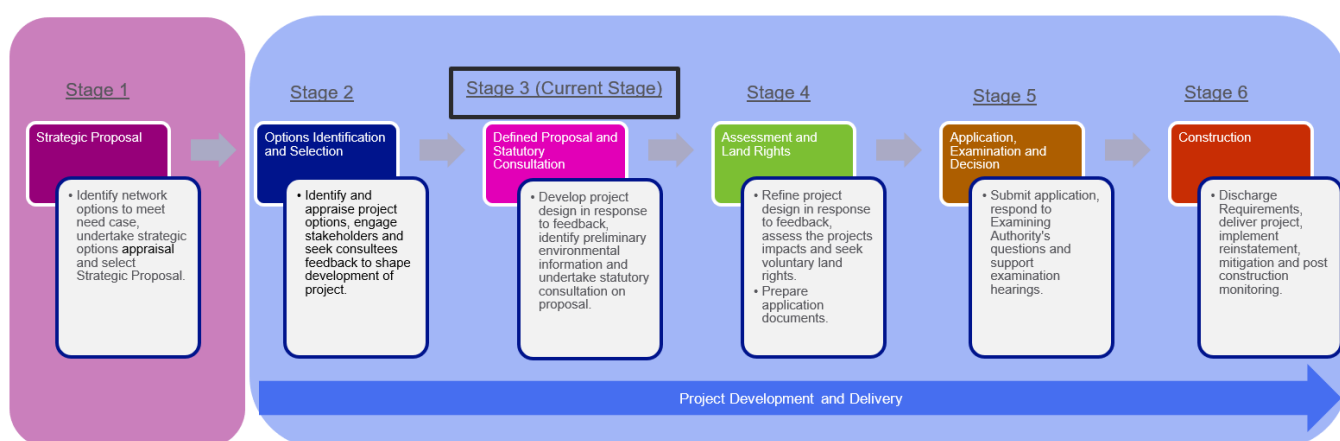 Stage 1
Strategic Proposal
• Identify network
options to meet
need case,
undertake strategic
options appraisal
and select
Strategic Proposal.
Stage 2
Options Identification
and Selection
• Identify and
appraise project
options, engage
stakeholders and
seek consultees
feedback to shape
development of
project.
Stage 3 (Current Stage)
Defined Proposal and
Statutory
Consultation
• Develop project
design in response
to feedback,
identify preliminary
environmental
information and
undertake statutory
consultation on
proposal.
Stage 4
Assessment and
Land Rights
• Refine project
design in response
to feedback,
assess the projects
impacts and seek
voluntary land
rights.
• Prepare
application
documents.
Stage 5
Application,
Examination and
Decision
• Submit application,
respond to
Examining
Authority's
questions and
support
examination
hearings.
Stage 6
Construction
• Discharge
Requirements,
deliver project,
implement
reinstatement,
mitigation and post
construction
monitoring.
Project Development and Delivery